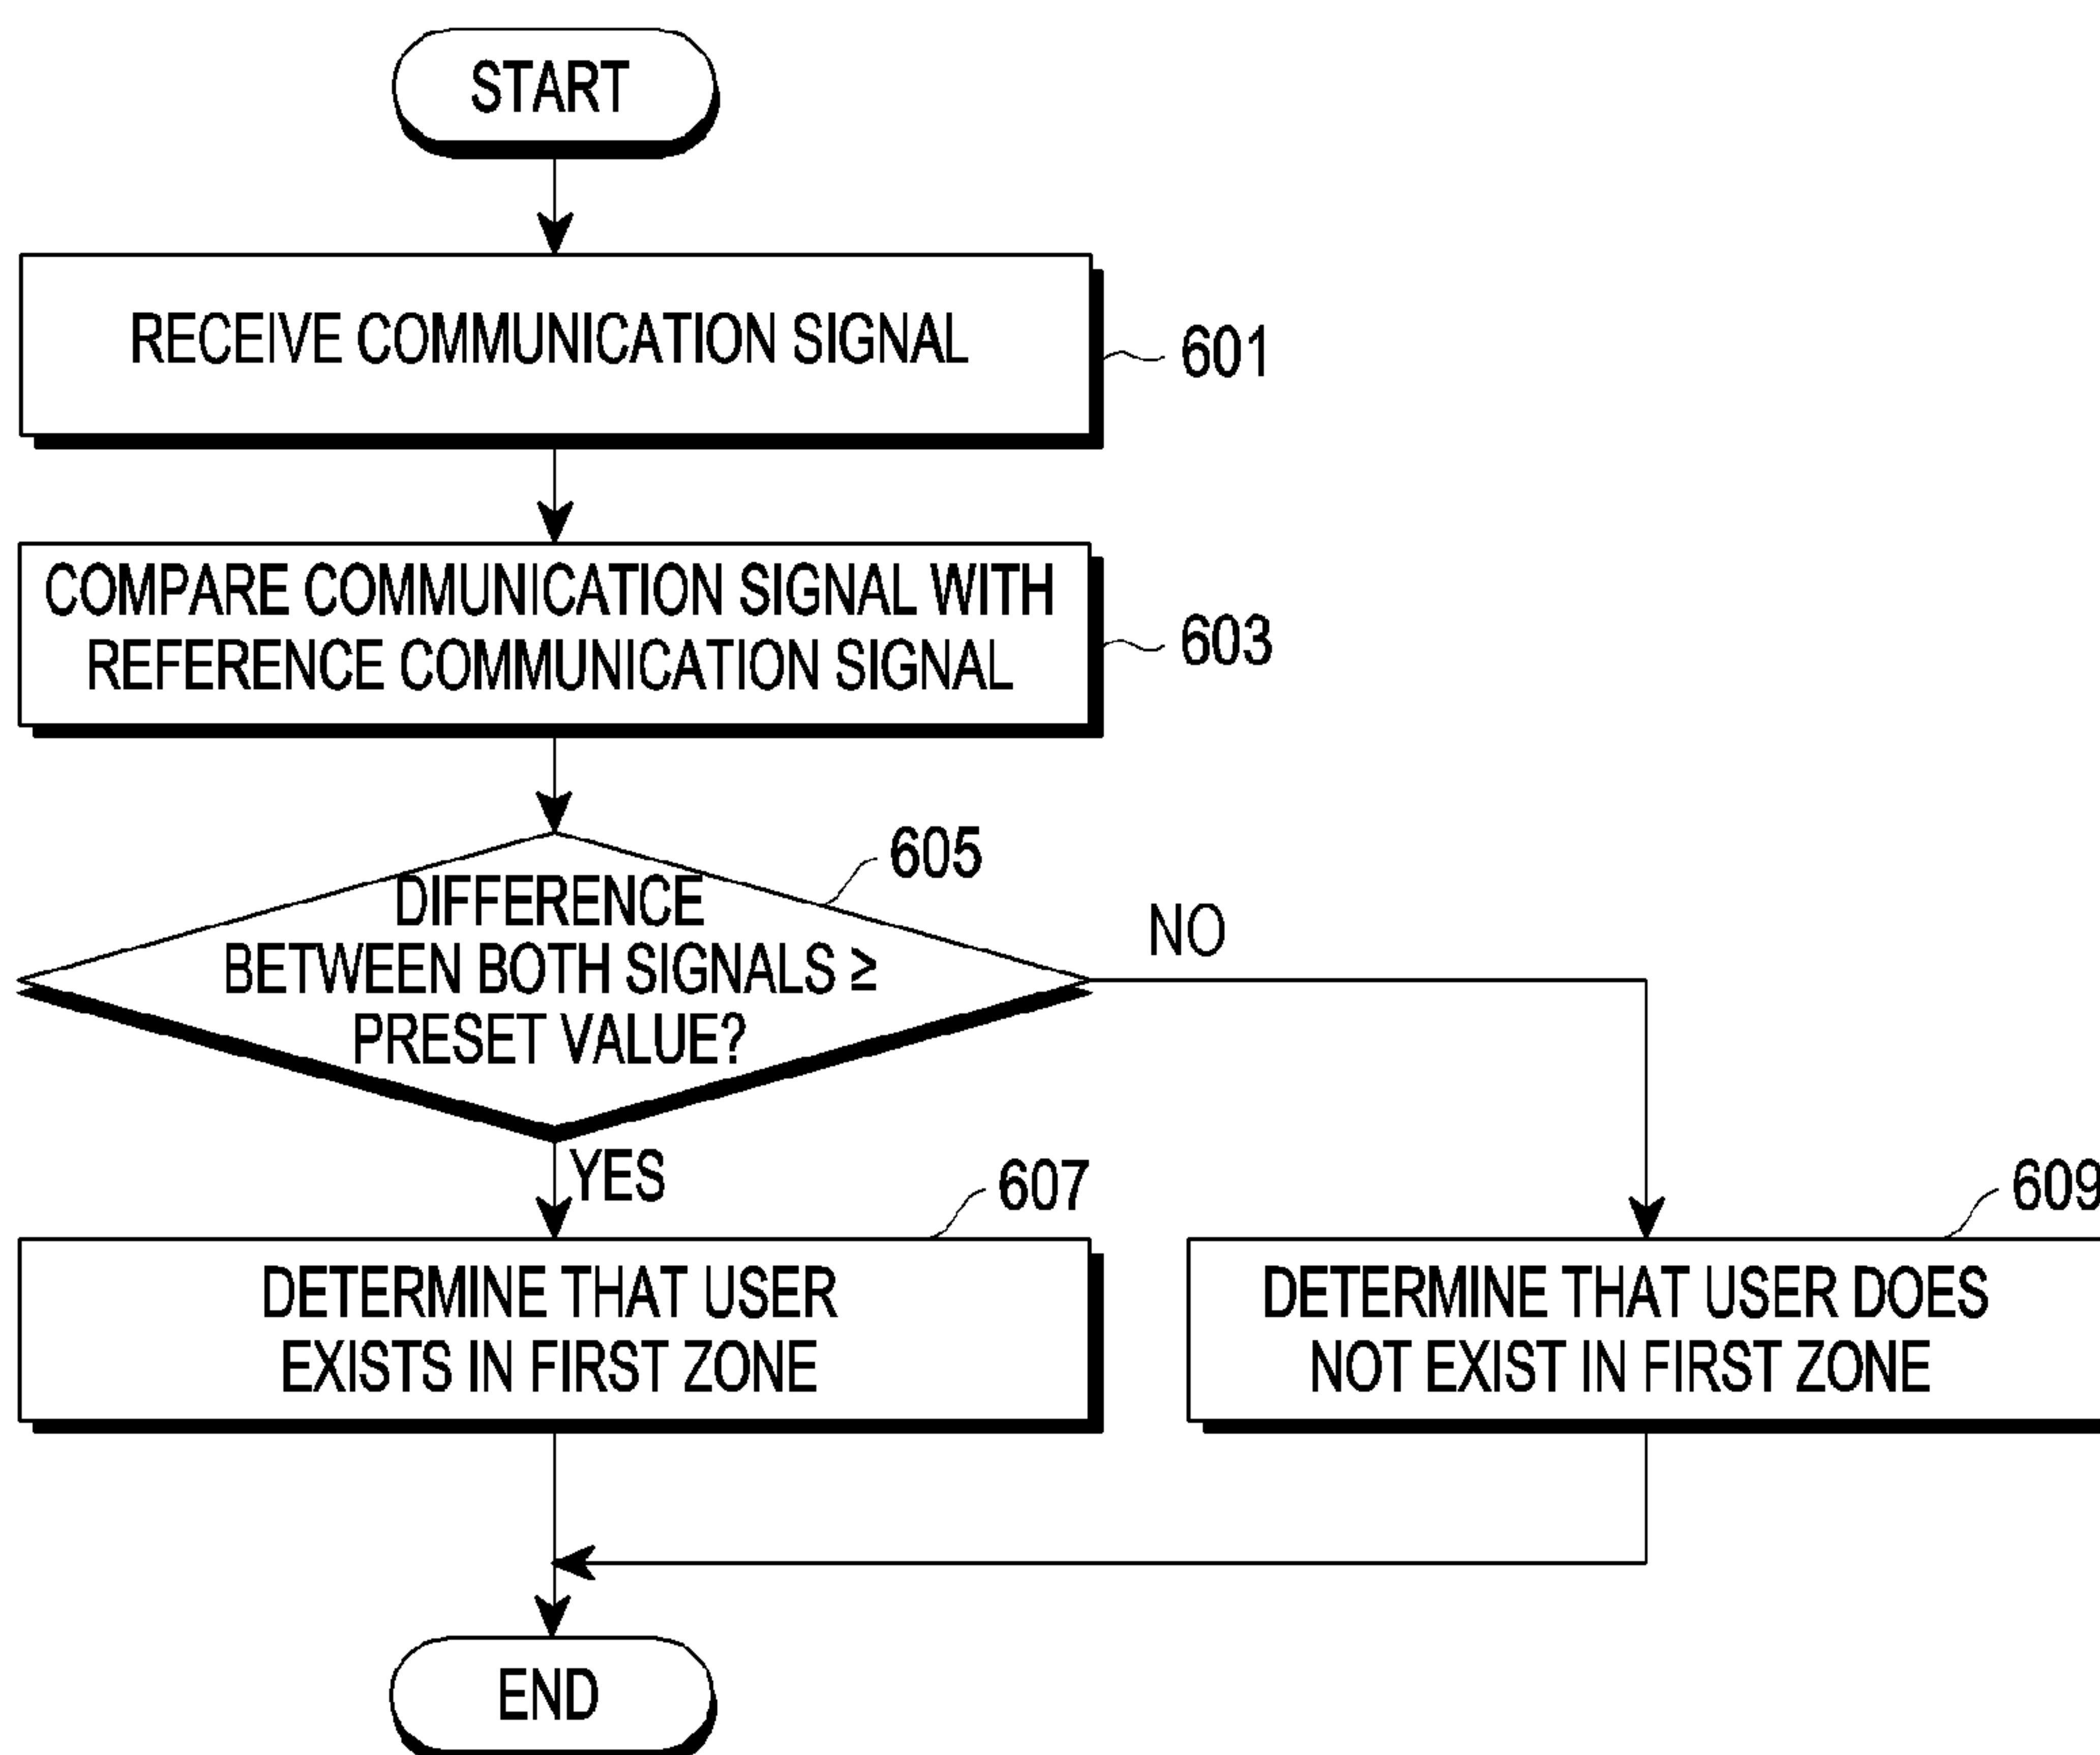 START
RECEIVE COMMUNICATION SIGNAL
601
COMPARE COMMUNICATION SIGNAL WITH
REFERENCE COMMUNICATION SIGNAL
603
605
DIFFERENCE
BETWEEN BOTH SIGNALS ≥
PRESET VALUE?
NO
YES
607
DETERMINE THAT USER
EXISTS IN FIRST ZONE
609
DETERMINE THAT USER DOES
NOT EXIST IN FIRST ZONE
END